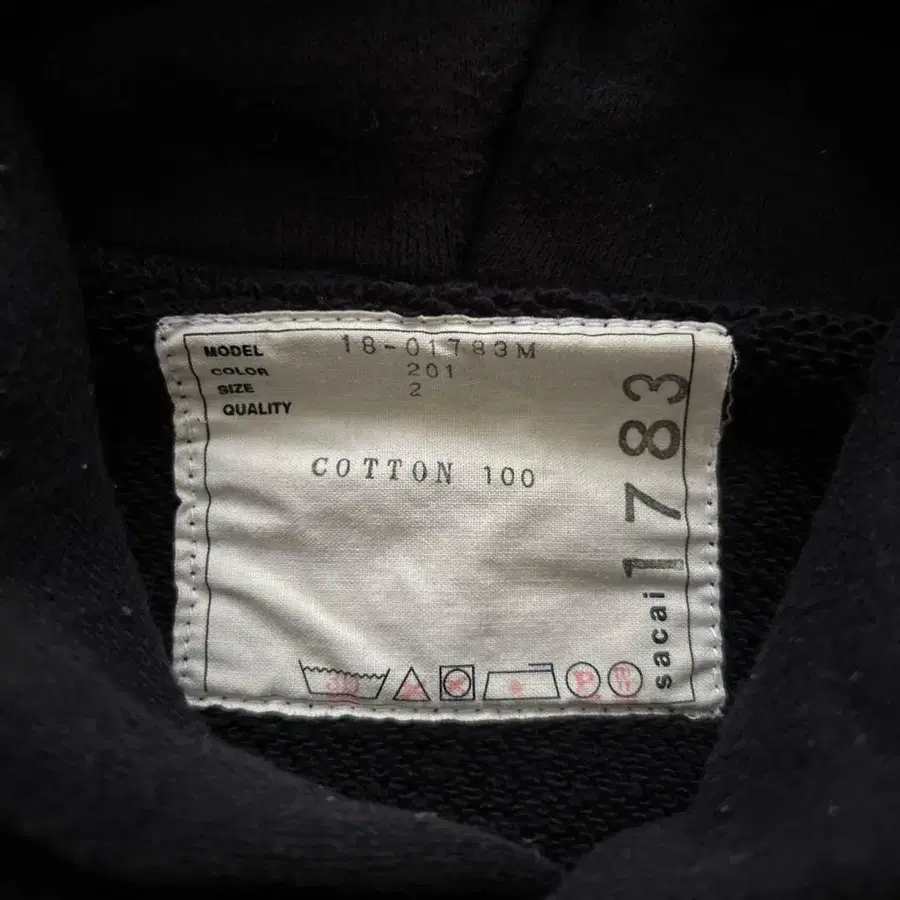 MODEL 18-01783M
COLOR 201
SIZE 2
QUALITY
COTTON 100
sacai 1783
P